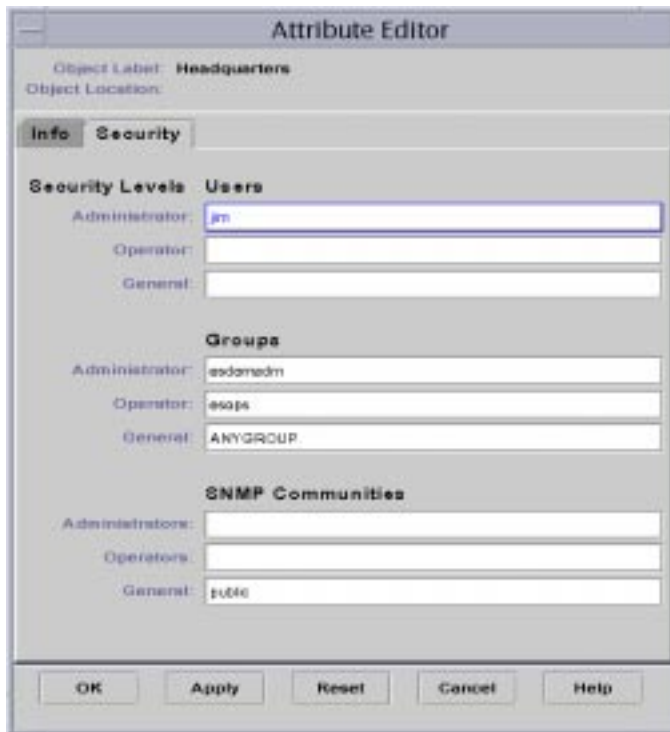 Attribute Editor
Object Label: Headquarters
Object Location:
Info Security
Security Levels Users
Administrator: jim
Operator:
General:
Groups
Administrator: esdomadm
Operator: esops
General: ANYGROUP
SNMP Communities
Administrators:
Operators:
General: public
OK Apply Reset Cancel Help